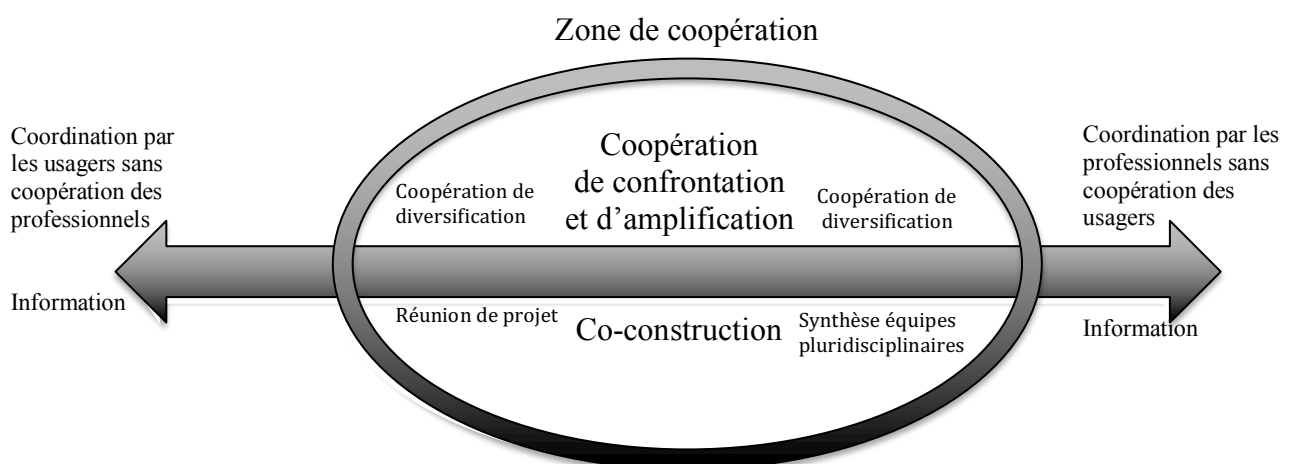 Zone de coopération
Coordination par
les usagers sans
coopération des
professionnels
Information
Coopération de
diversification
Réunion de projet
Coopération
de confrontation
et d’amplification
Co-construction
Coopération de
diversification
Synthèse équipes
pluridisciplinaires
Coordination par les
professionnels sans
coopération des
usagers
Information